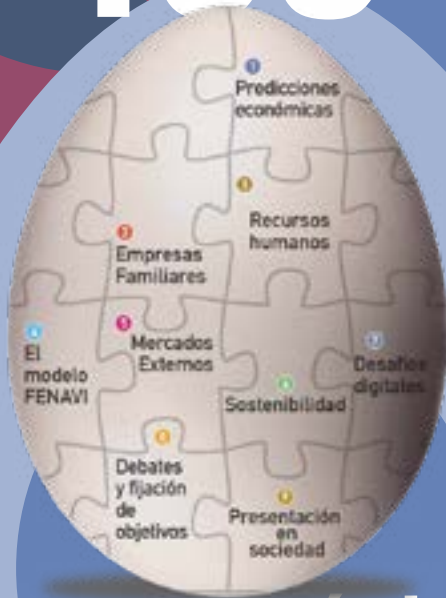 Predicciones
económicas
Recursos
humanos
Empresas
Familiares
El
modelo
FENAVI
Mercados
Externos
Desafíos
digitales
Sostenibilidad
Debates
y fijación
de
objetivos
Presentación
en
sociedad